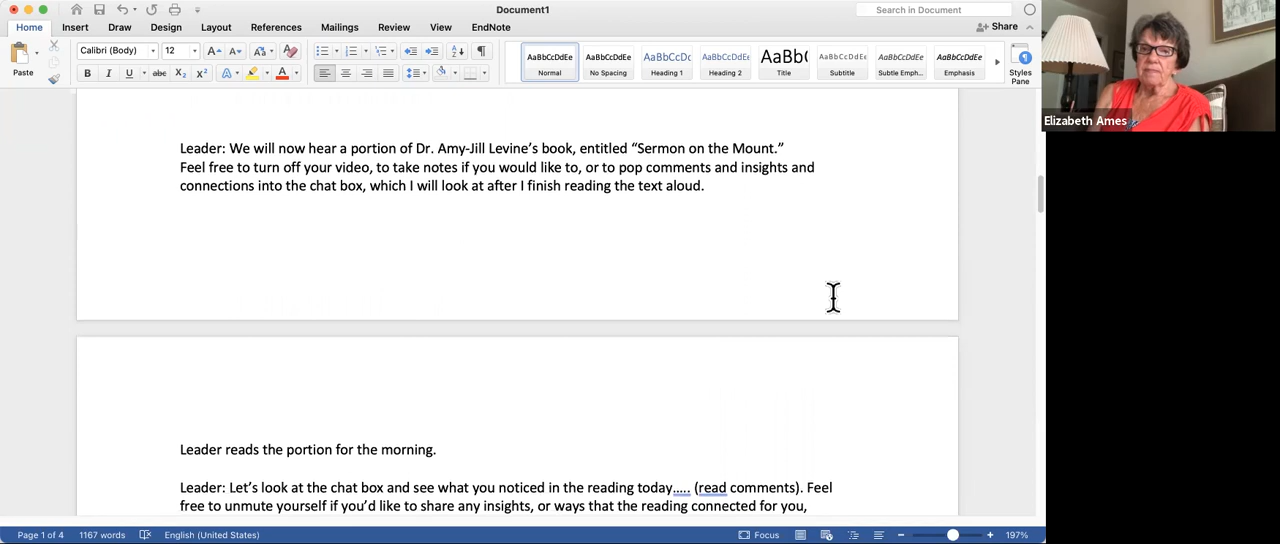 Document1
Search in Document
Home Insert Draw Design Layout References Mailings Review View EndNote
Share
Paste
Calibri (Body) 12
AaBbCcDdEe AaBbCcDdEe AaBbCcDc AaBbCcDdEe AaBb( AaBbCcDdEe AaBbCcDdEe AaBbCcDdEe
Normal No Spacing Heading 1 Heading 2 Title Subtitle Subtle Emph... Emphasis
Styles
Pane
Elizabeth Ames
Leader: We will now hear a portion of Dr. Amy-Jill Levine’s book, entitled “Sermon on the Mount.”
Feel free to turn off your video, to take notes if you would like to, or to pop comments and insights and
connections into the chat box, which I will look at after I finish reading the text aloud.
Leader reads the portion for the morning.
Leader: Let’s look at the chat box and see what you noticed in the reading today….. (read comments). Feel
free to unmute yourself if you’d like to share any insights, or ways that the reading connected for you,
Page 1 of 4 1167 words English (United States) Focus 197%